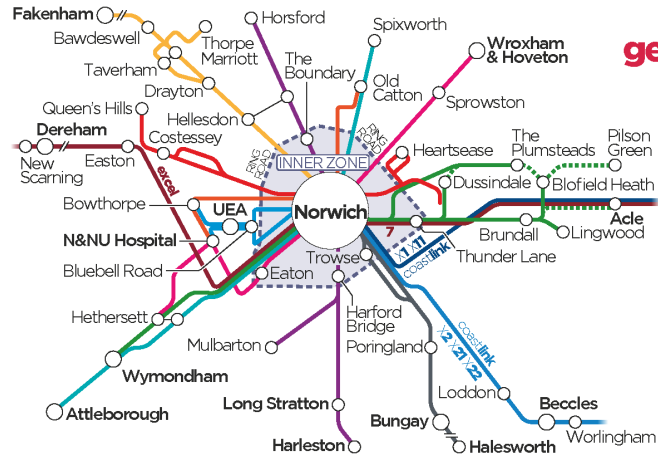 Fakenham
Bawdeswell
Thorpe
Marriott
Horsford
Spixworth
Wroxham
& Hoveton
ge
Taverham
Drayton
The
Boundary
Old
Catton
Sprowston
Queen's Hills
Hellesdon
Costessey
Dereham
New
Scarning
Easton
excel
RING
ROAD
INNER ZONE
RING
ROAD
Heartsease
The
Plumsteads
Pilson
Green
Dussindale
Blofield Heath
Bowthorpe
UEA
Norwich
7
Acle
N&NU Hospital
Brundall
Lingwood
X1 X11
coastlink
Thunder Lane
Bluebell Road
Eaton
Trowse
Harford
Bridge
Hethersett
Mulbarton
Poringland
coastlink
X2 X21 X22
Wymondham
Loddon
Attleborough
Long Stratton
Bungay
Beccles
Worlingham
Harleston
Halesworth